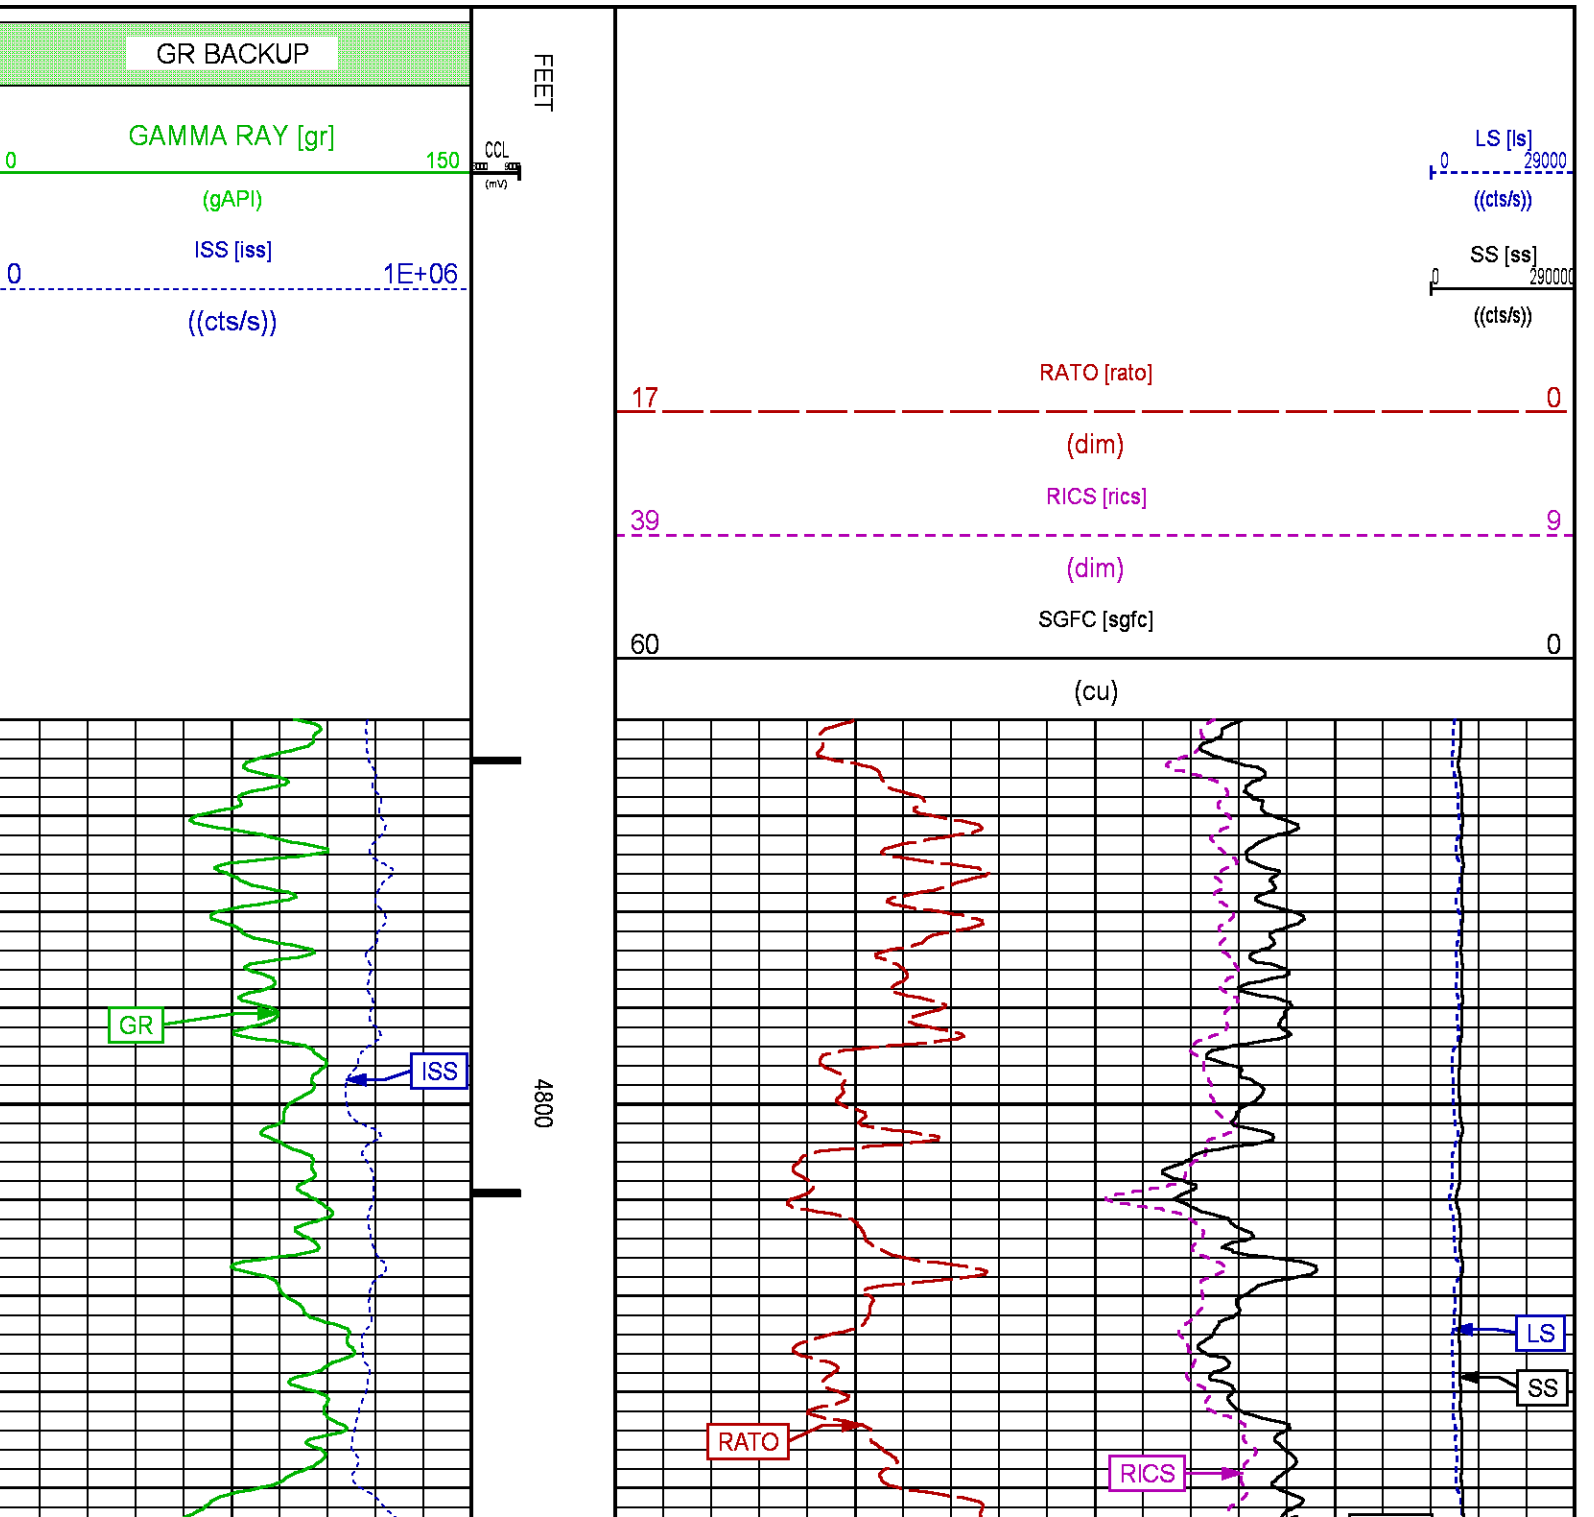 GR BACKUP
GAMMA RAY [gr]
0 150
(gAPI)
ISS [iss]
0 1E+06
((cts/s))
FEET
CCL
(mV)
LS [ls]
0 29000
((cts/s))
SS [ss]
0 290000
((cts/s))
RATO [rato]
17 0
(dim)
RICS [rics]
39 9
(dim)
SGFC [sgfc]
60 0
(cu)
GR
ISS
4800
LS
SS
RATO
RICS